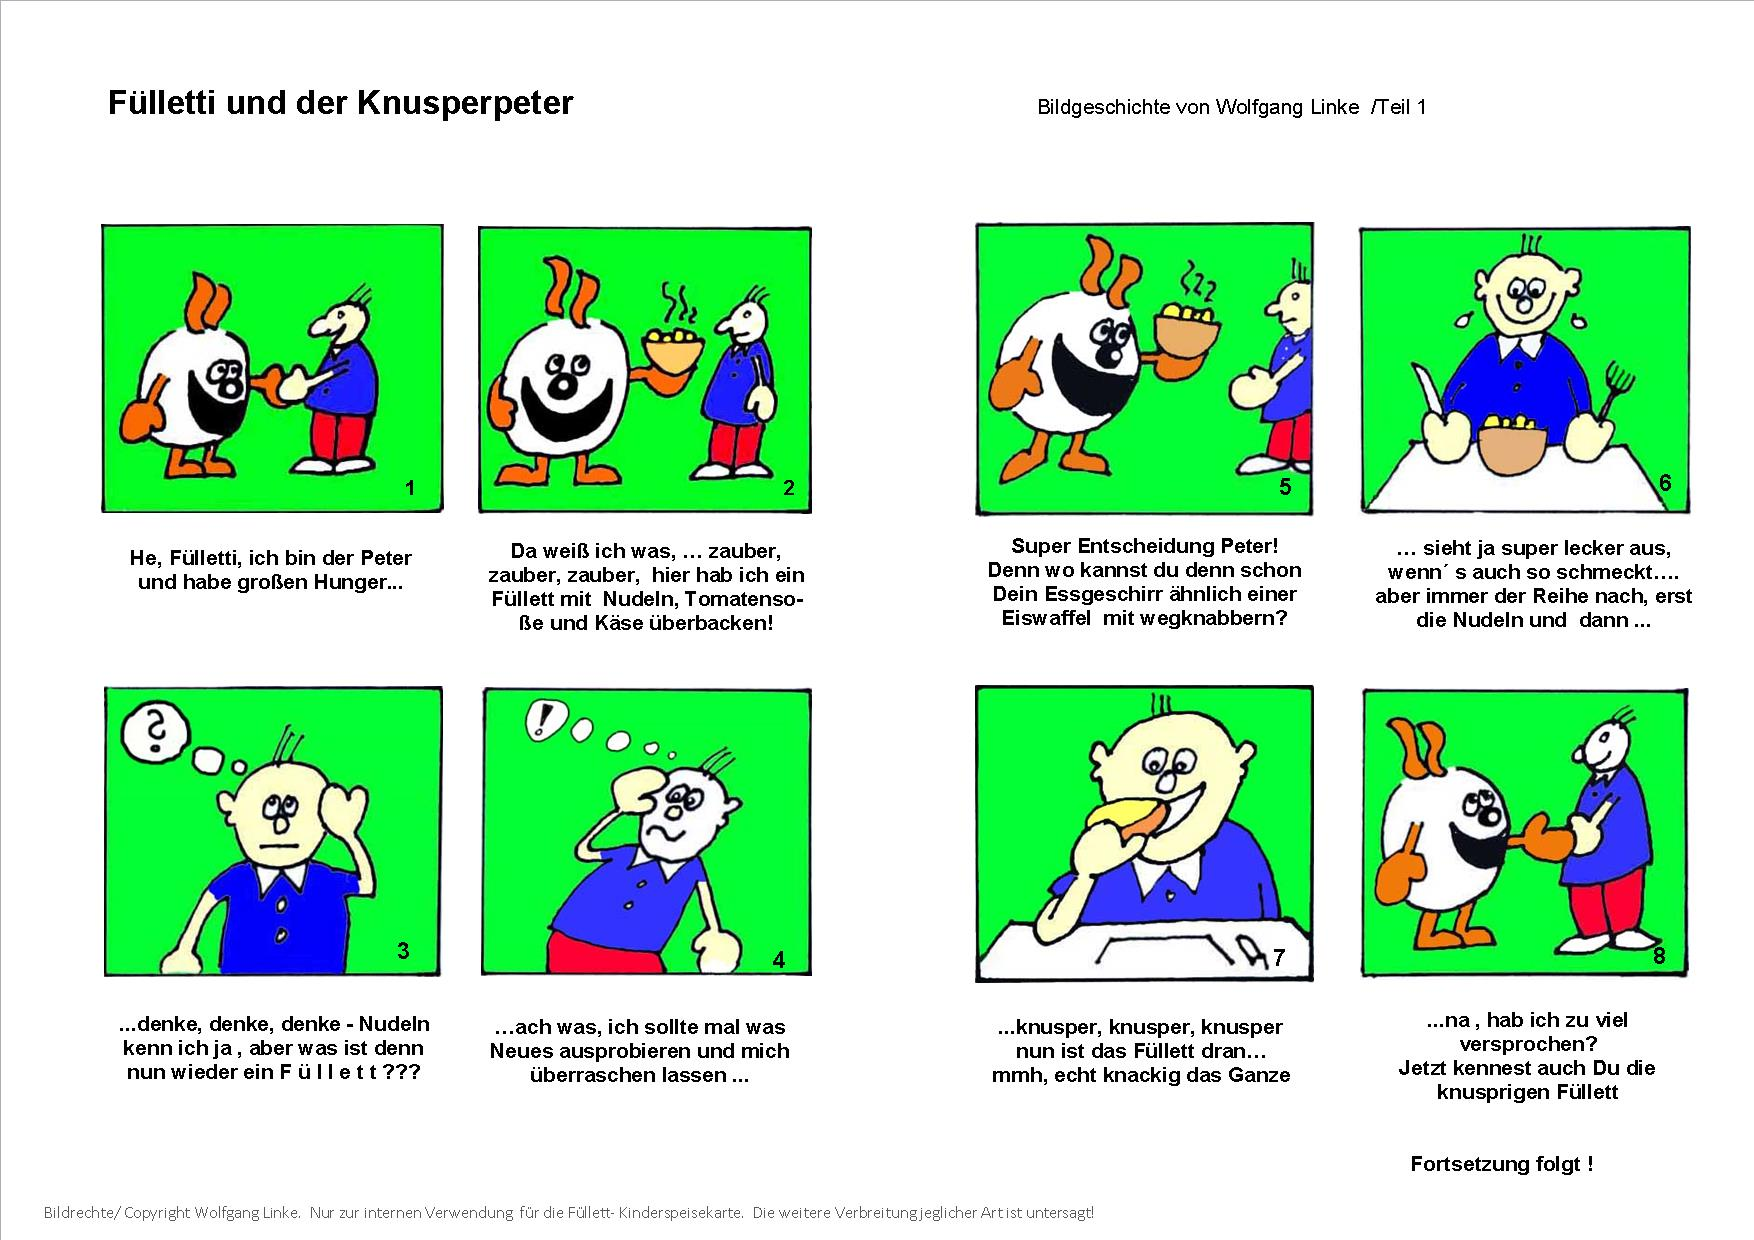 Fülletti und der Knusperpeter
Bildgeschichte von Wolfgang Linke /Teil 1
1
He, Fülletti, ich bin der Peter
und habe großen Hunger...
2
Da weiß ich was, … zauber,
zauber, zauber, hier hab ich ein
Füllett mit Nudeln, Tomatenso-
ße und Käse überbacken!
?
3
...denke, denke, denke - Nudeln
kenn ich ja , aber was ist denn
nun wieder ein F ü l l e t t ???
!
4
…ach was, ich sollte mal was
Neues ausprobieren und mich
überraschen lassen ...
5
Super Entscheidung Peter!
Denn wo kannst du denn schon
Dein Essgeschirr ähnlich einer
Eiswaffel mit wegknabbern?
6
… sieht ja super lecker aus,
wenn´ s auch so schmeckt….
aber immer der Reihe nach, erst
die Nudeln und dann ...
7
...knusper, knusper, knusper
nun ist das Füllett dran…
mmh, echt knackig das Ganze
8
...na , hab ich zu viel
versprochen?
Jetzt kennest auch Du die
knusprigen Füllett
Fortsetzung folgt !
Bildrechte/ Copyright Wolfgang Linke. Nur zur internen Verwendung für die Füllett- Kinderspeisekarte. Die weitere Verbreitung jeglicher Art ist untersagt!